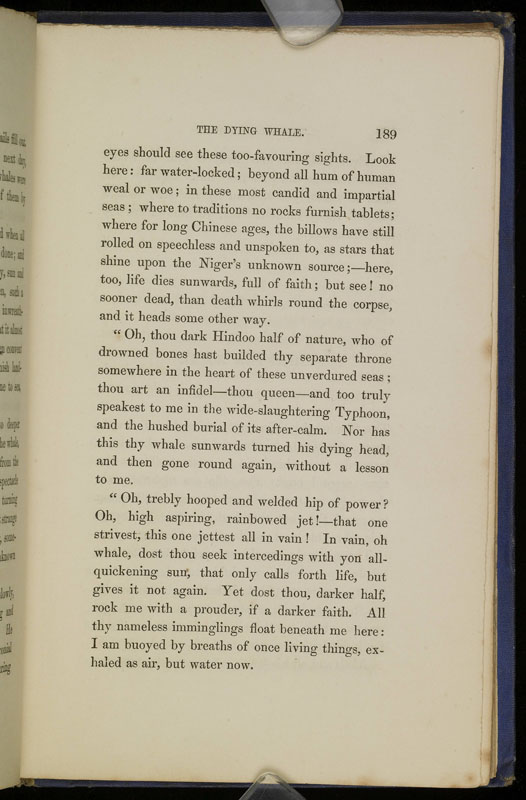 THE DYING WHALE. 189
eyes should see these too-favouring sights. Look
here: far water-locked; beyond all hum of human
weal or woe; in these most candid and impartial
seas; where to traditions no rocks furnish tablets;
where for long Chinese ages, the billows have still
rolled on speechless and unspoken to, as stars that
shine upon the Niger's unknown source;—here,
too, life dies sunwards, full of faith; but see! no
sooner dead, than death whirls round the corpse,
and it heads some other way.
"Oh, thou dark Hindoo half of nature, who of
drowned bones hast builded thy separate throne
somewhere in the heart of these unverdured seas;
thou art an infidel—thou queen—and too truly
speakest to me in the wide-slaughtering Typhoon,
and the hushed burial of its after-calm. Nor has
this thy whale sunwards turned his dying head,
and then gone round again, without a lesson
to me.
"Oh, trebly hooped and welded hip of power?
Oh, high aspiring, rainbowed jet!—that one
strivest, this one jettest all in vain! In vain, oh
whale, dost thou seek intercedings with yon all-
quickening sun, that only calls forth life, but
gives it not again. Yet dost thou, darker half,
rock me with a prouder, if a darker faith. All
thy nameless imminglings float beneath me here:
I am buoyed by breaths of once living things, ex-
haled as air, but water now.